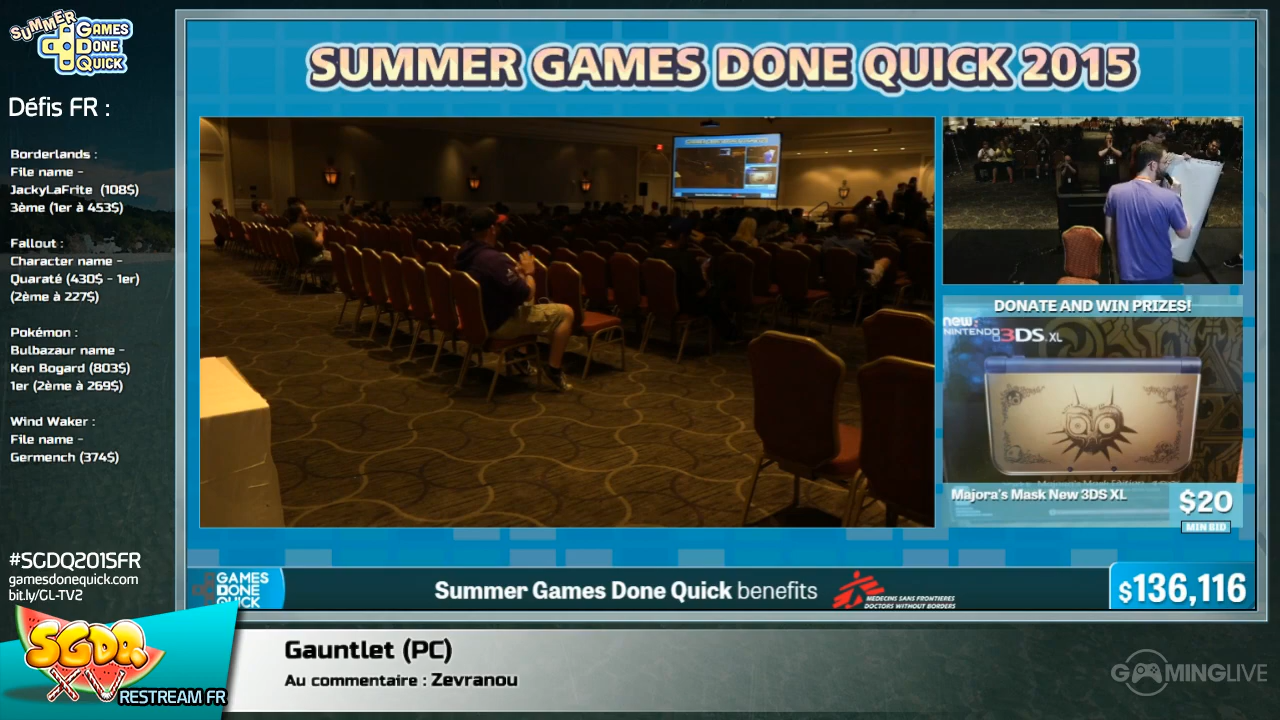 SUMMER
GAMES
DONE
QUICK
Défis FR :
Borderlands :
File name -
JackyLaFrite (108$)
3ème (1er à 453$)
Fallout :
Character name -
Quaraté (430$ - 1er)
(2ème à 227$)
Pokémon :
Bulbazaur name -
Ken Bogard (803$)
1er (2ème à 269$)
Wind Waker :
File name -
Germench (374$)
#SGDQ2015FR
gamesdonequick.com
bit.ly/GL-TV2
SUMMER GAMES DONE QUICK 2015
DONATE AND WIN PRIZES!
new
NINTENDO 3DS XL
Majora's Mask New 3DS XL
$20
MIN BID
GAMES
DONE
QUICK
Summer Games Done Quick benefits
MEDECINS SANS FRONTIERES
DOCTORS WITHOUT BORDERS
$136,116
SGDQ
XV
RESTREAM FR
Gauntlet (PC)
Au commentaire : Zevranou
GAMINGLIVE